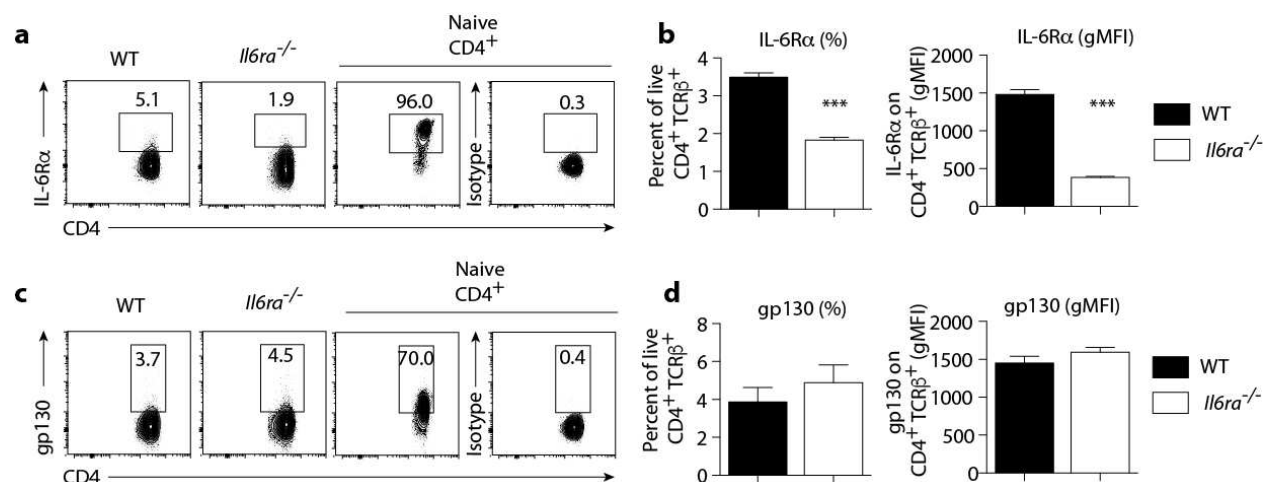 a
WT
Il6ra-/-
Naive
CD4+
5.1
1.9
96.0
0.3
IL-6Rα
Isotype
CD4
b
IL-6Rα (%)
Percent of live
CD4+ TCRβ+
4
3
2
1
0
***
IL-6Rα (gMFI)
IL-6Rα on
CD4+ TCRβ+ (gMFI)
2000
1500
1000
500
0
***
WT
Il6ra-/-
c
WT
Il6ra-/-
Naive
CD4+
3.7
4.5
70.0
0.4
gp130
Isotype
CD4
d
gp130 (%)
Percent of live
CD4+ TCRβ+
8
6
4
2
0
gp130 (gMFI)
gp130 on
CD4+ TCRβ+ (gMFI)
2000
1500
1000
500
0
WT
Il6ra-/-